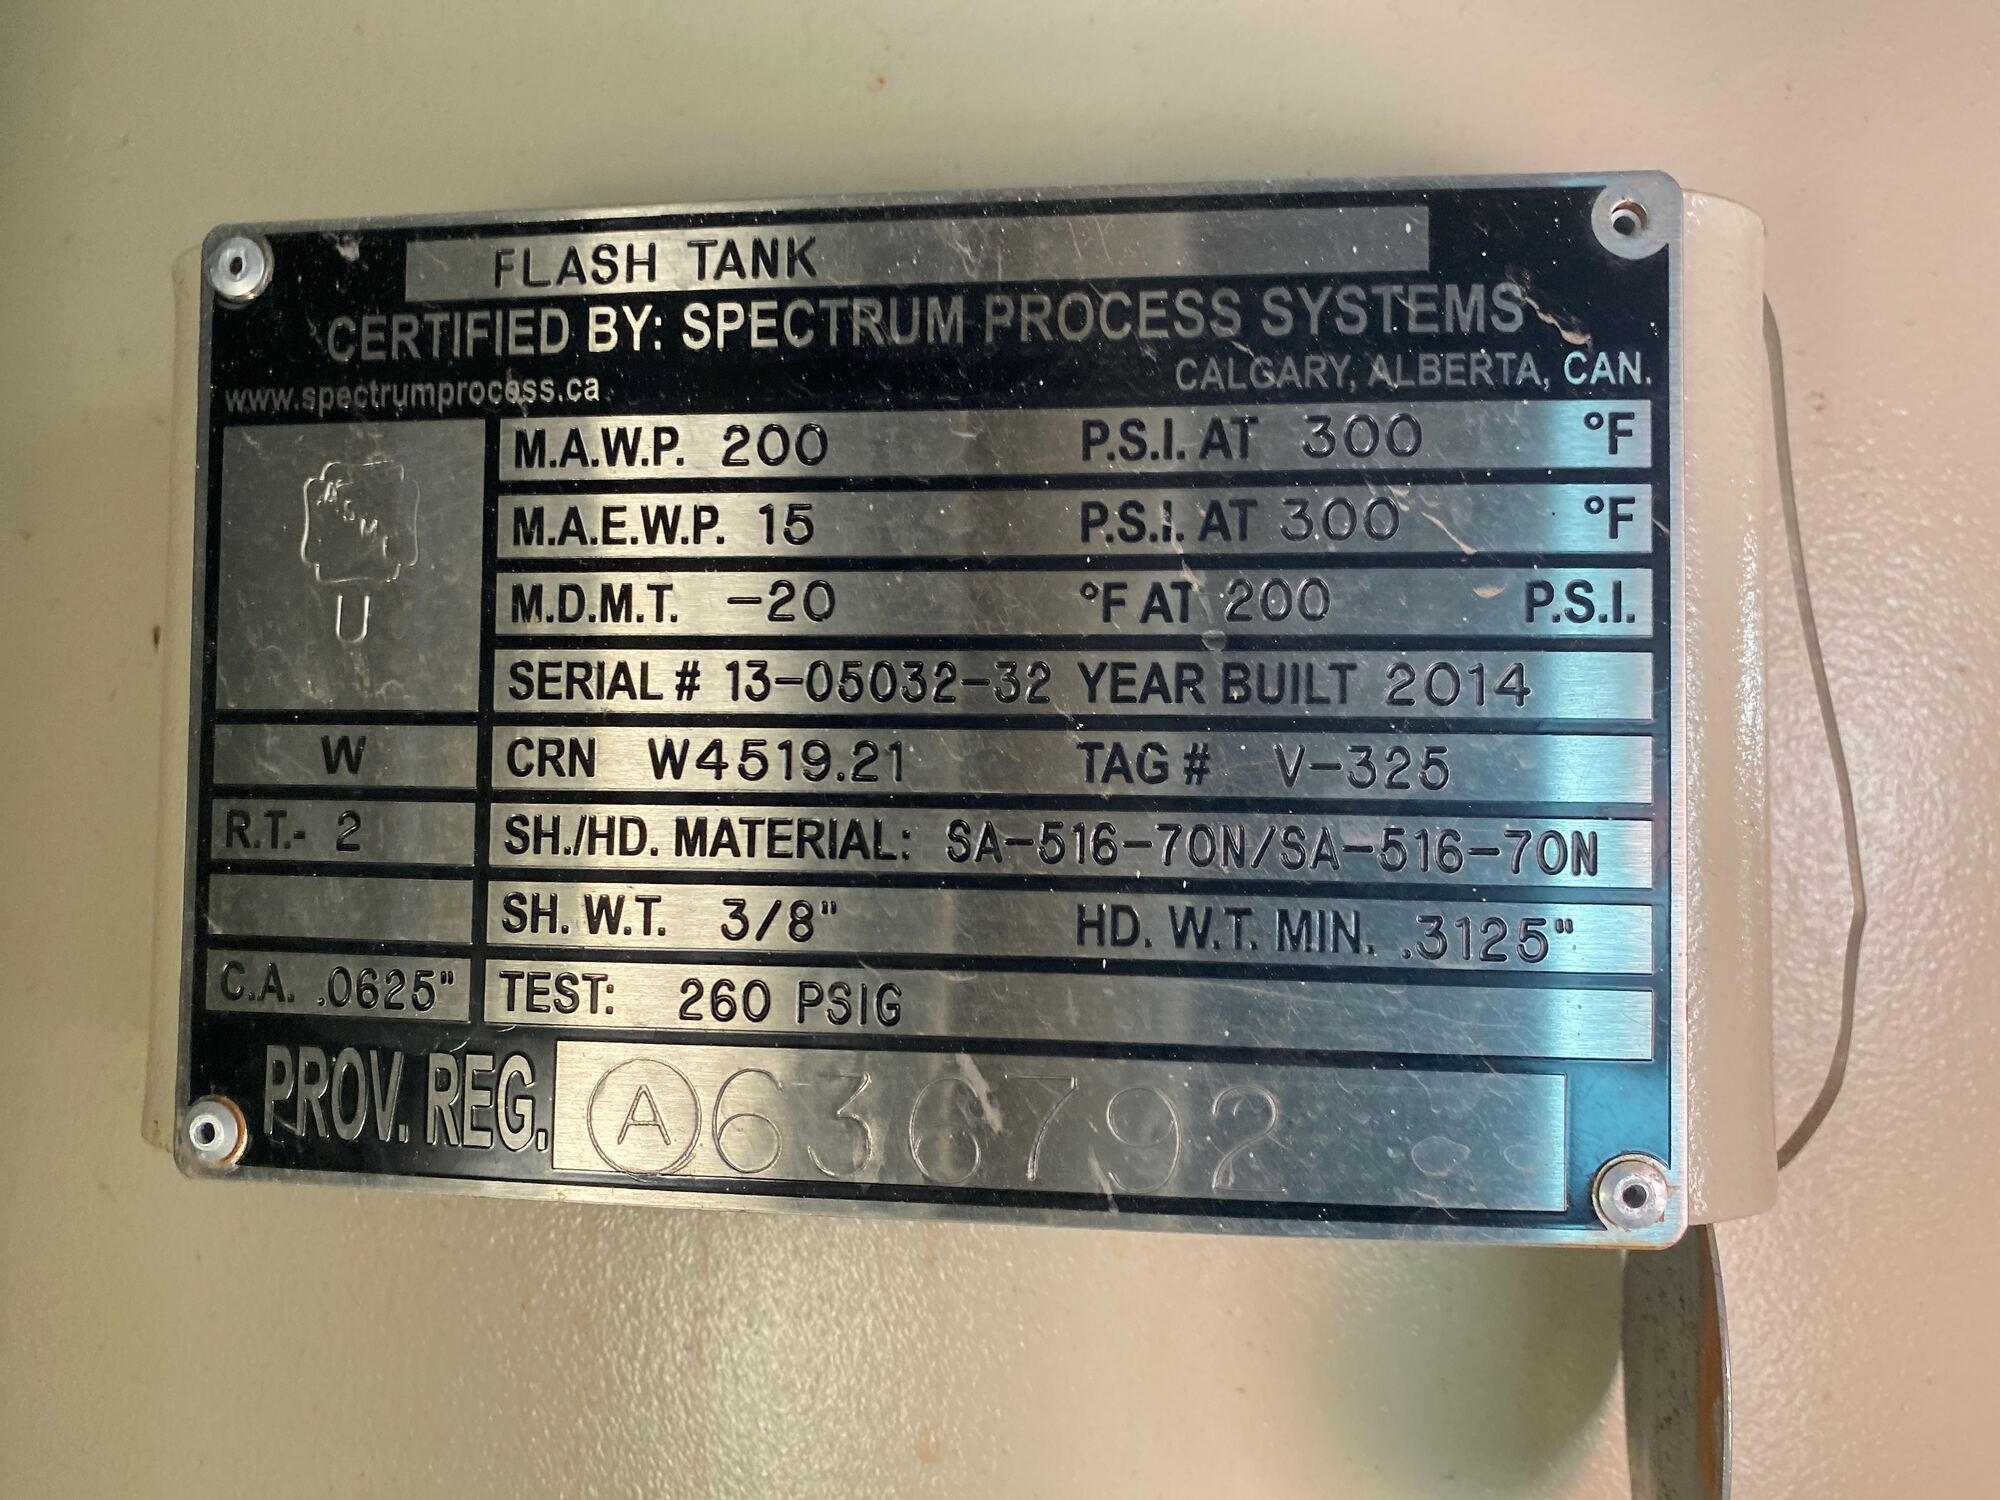 FLASH TANK
CERTIFIED BY: SPECTRUM PROCESS SYSTEMS
CALGARY, ALBERTA, CAN.
www.spectrumprocess.ca
ASME
U
W
R.T.- 2
C.A. .0625"
M.A.W.P. 200 P.S.I. AT 300 °F
M.A.E.W.P. 15 P.S.I. AT 300 °F
M.D.M.T. -20 °F AT 200 P.S.I.
SERIAL # 13-05032-32 YEAR BUILT 2014
CRN W4519.21 TAG # V-325
SH./HD. MATERIAL: SA-516-70N/SA-516-70N
SH. W.T. 3/8" HD. W.T. MIN. .3125"
TEST: 260 PSIG
PROV. REG. A 636792